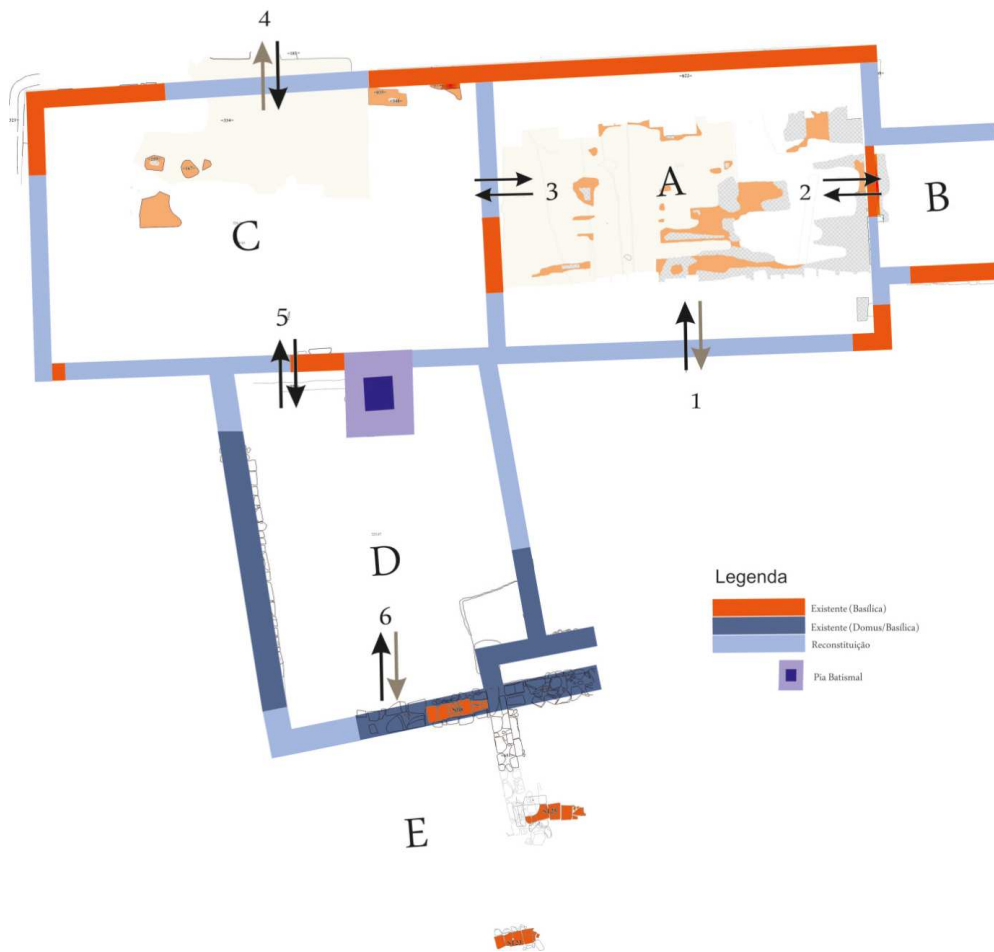 4
A
3
2
B
C
5
1
D
6
E
Legenda
Existente (Basílica)
Existente (Domus/Basílica)
Reconstituição
Pia Batismal